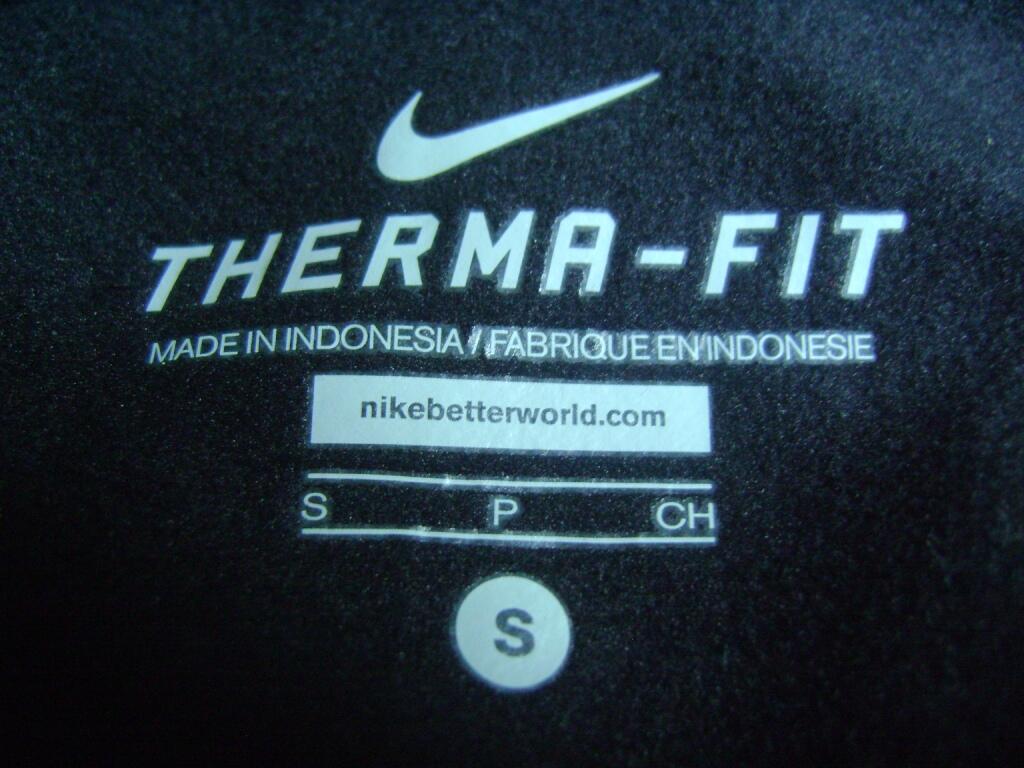 THERMA-FIT
MADE IN INDONESIA / FABRIQUE EN INDONESIE
nikebetterworld.com
S P CH
S